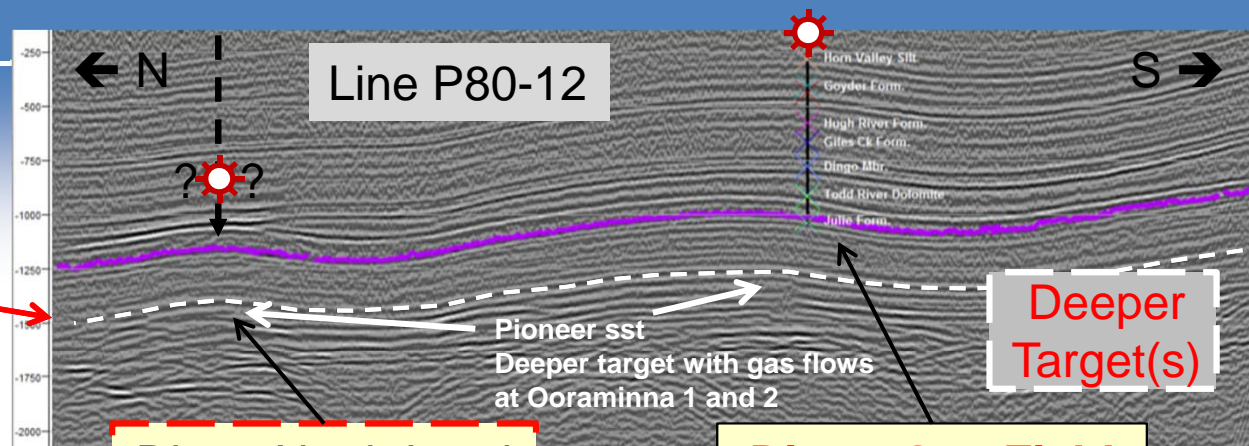 N
Line P80-12
S
-250
-500
-750
-1000
-1250
-1500
-1750
-2000
Horn Valley Silt.
Goyder Form.
Hugh River Form.
Giles Ck Form.
Dingo Mbr.
Todd River Dolomite
Julie Form.
? ?
Pioneer sst
Deeper target with gas flows
at Ooraminna 1 and 2
Deeper
Target(s)